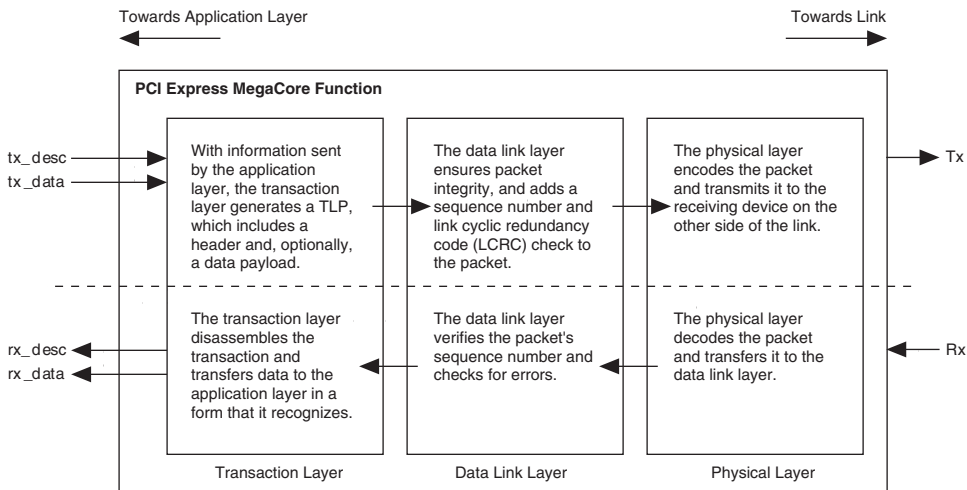 Towards Application Layer
Towards Link
PCI Express MegaCore Function
tx_desc
tx_data
With information sent
by the application
layer, the transaction
layer generates a TLP,
which includes a
header and, optionally,
a data payload.
The data link layer
ensures packet
integrity, and adds a
sequence number and
link cyclic redundancy
code (LCRC) check to
the packet.
The physical layer
encodes the packet
and transmits it to the
receiving device on the
other side of the link.
Tx
rx_desc
rx_data
The transaction layer
disassembles the
transaction and
transfers data to the
application layer in a
form that it recognizes.
The data link layer
verifies the packet's
sequence number and
checks for errors.
The physical layer
decodes the packet
and transfers it to the
data link layer.
Rx
Transaction Layer
Data Link Layer
Physical Layer